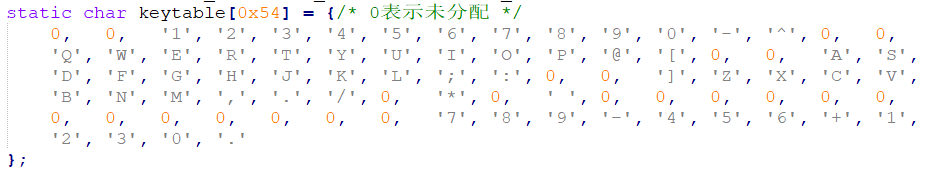 static char keytable[0x54] = {/* 0表示未分配 */
0, 0, '1', '2', '3', '4', '5', '6', '7', '8', '9', '0', '-', '^', 0, 0,
'Q', 'W', 'E', 'R', 'T', 'Y', 'U', 'I', 'O', 'P', '@', '[', 0, 0, 'A', 'S',
'D', 'F', 'G', 'H', 'J', 'K', 'L', ';', ':', 0, 0, ']', 'Z', 'X', 'C', 'V',
'B', 'N', 'M', ',', '.', '/', 0, '*', 0, ' ', 0, 0, 0, 0, 0, 0,
0, 0, 0, 0, 0, 0, 0, '7', '8', '9', '-', '4', '5', '6', '+', '1',
'2', '3', '0', '.'
};